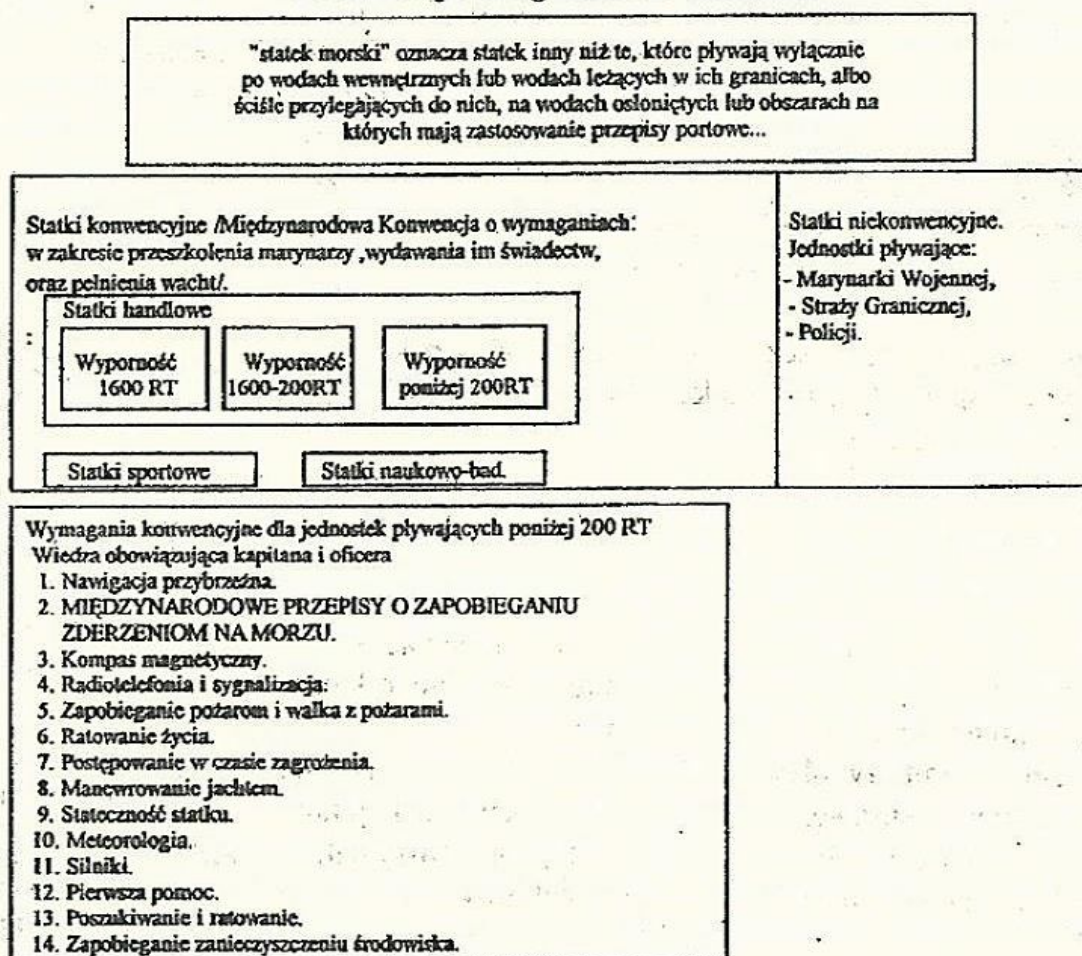 "statek morski" oznacza statek inny niż te, które pływają wyłącznie
po wodach wewnętrznych lub wodach leżących w ich granicach, albo
ściśle przylegających do nich, na wodach osłoniętych lub obszarach na
których mają zastosowanie przepisy portowe...
Statki konwencyjne /Międzynarodowa Konwencja o wymaganiach:
w zakresie przeszkolenia marynarzy ,wydawania im świadectw,
oraz pełnienia wacht/.
Statki handlowe
Wyporność
1600 RT
Wyporność
1600-200RT
Wyporność
poniżej 200RT
Statki sportowe
Statki naukowo-bad.
Statki niekonwencyjne.
Jednostki pływające:
- Marynarki Wojennej,
- Straży Granicznej,
- Policji.
Wymagania konwencyjne dla jednostek pływających poniżej 200 RT
Wiedza obowiązująca kapitana i oficera
1. Nawigacja przybrzeżna.
2. MIĘDZYNARODOWE PRZEPISY O ZAPOBIEGANIU
ZDERZENIOM NA MORZU.
3. Kompas magnetyczny.
4. Radiotelefonia i sygnalizacja.
5. Zapobieganie pożarom i walka z pożarami.
6. Ratowanie życia.
7. Postępowanie w czasie zagrożenia.
8. Manewrowanie jachtem.
9. Stateczność statku.
10. Meteorologia.
11. Silniki.
12. Pierwsza pomoc.
13. Poszukiwanie i ratowanie.
14. Zapobieganie zanieczyszczeniu środowiska.